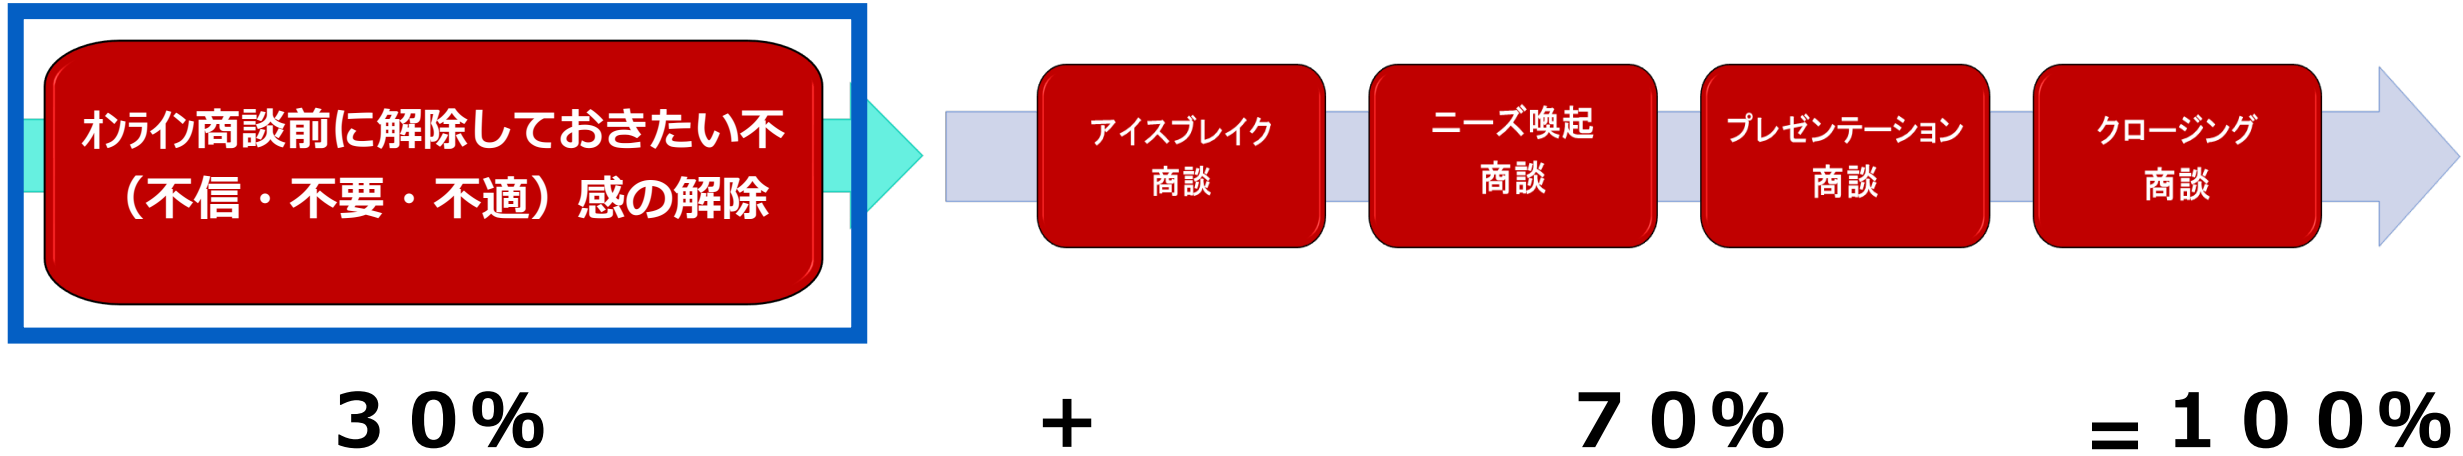 ｵﾝﾗｲﾝ商談前に解除しておきたい不
（不信・不要・不適）感の解除
アイスブレイク
商談
ニーズ喚起
商談
プレゼンテーション
商談
クロージング
商談
３０％
＋
７０％
＝１００％